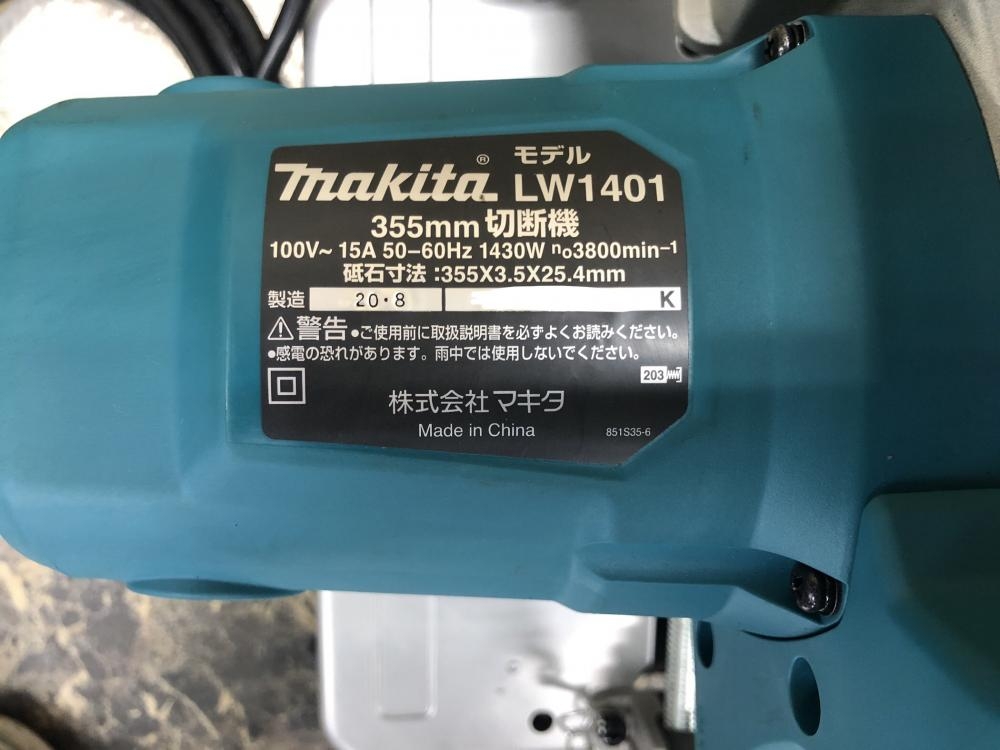 makita® モデル LW1401
355mm 切断機
100V~ 15A 50-60Hz 1430W no3800min-1
砥石寸法:355X3.5X25.4mm
製造 20・8 K
⚠警告 •ご使用前に取扱説明書を必ずよくお読みください。
•感電の恐れがあります。雨中では使用しないでください。
203
株式会社マキタ
Made in China 851S35-6